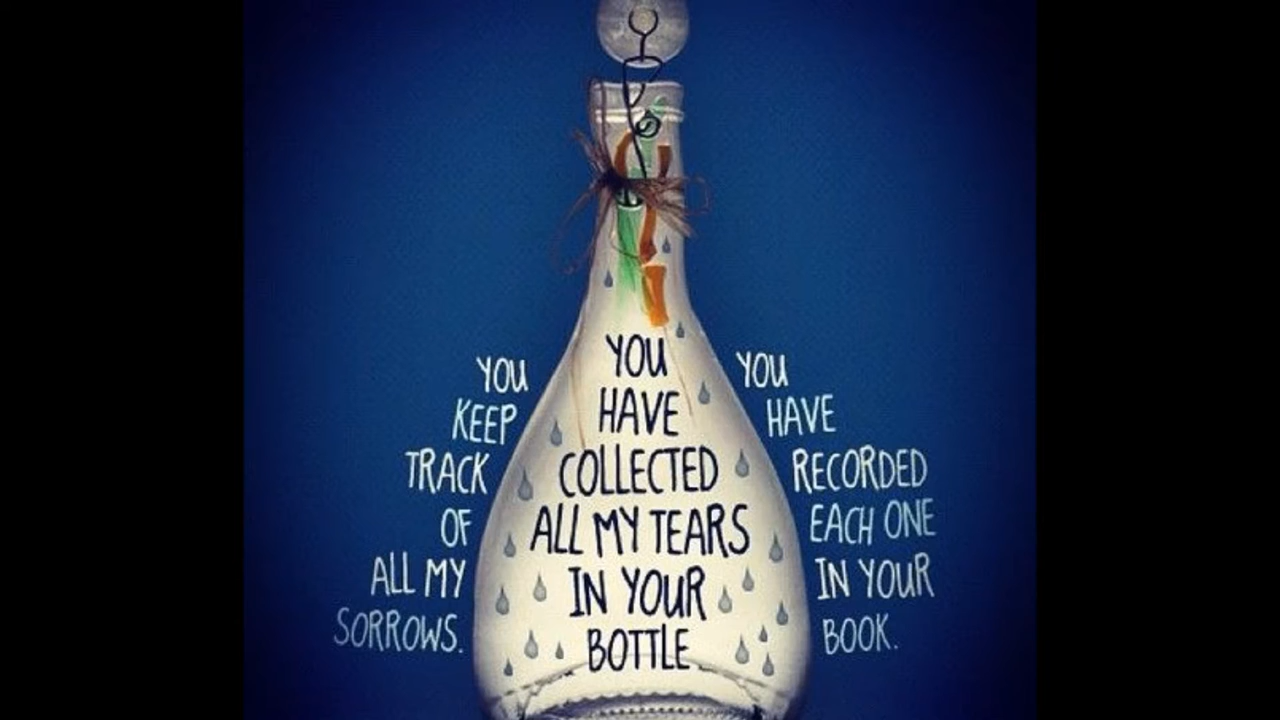 YOU
KEEP
TRACK
OF
ALL MY
SORROWS.
YOU
HAVE
COLLECTED
ALL MY TEARS
IN YOUR
BOTTLE
YOU
HAVE
RECORDED
EACH ONE
IN YOUR
BOOK.